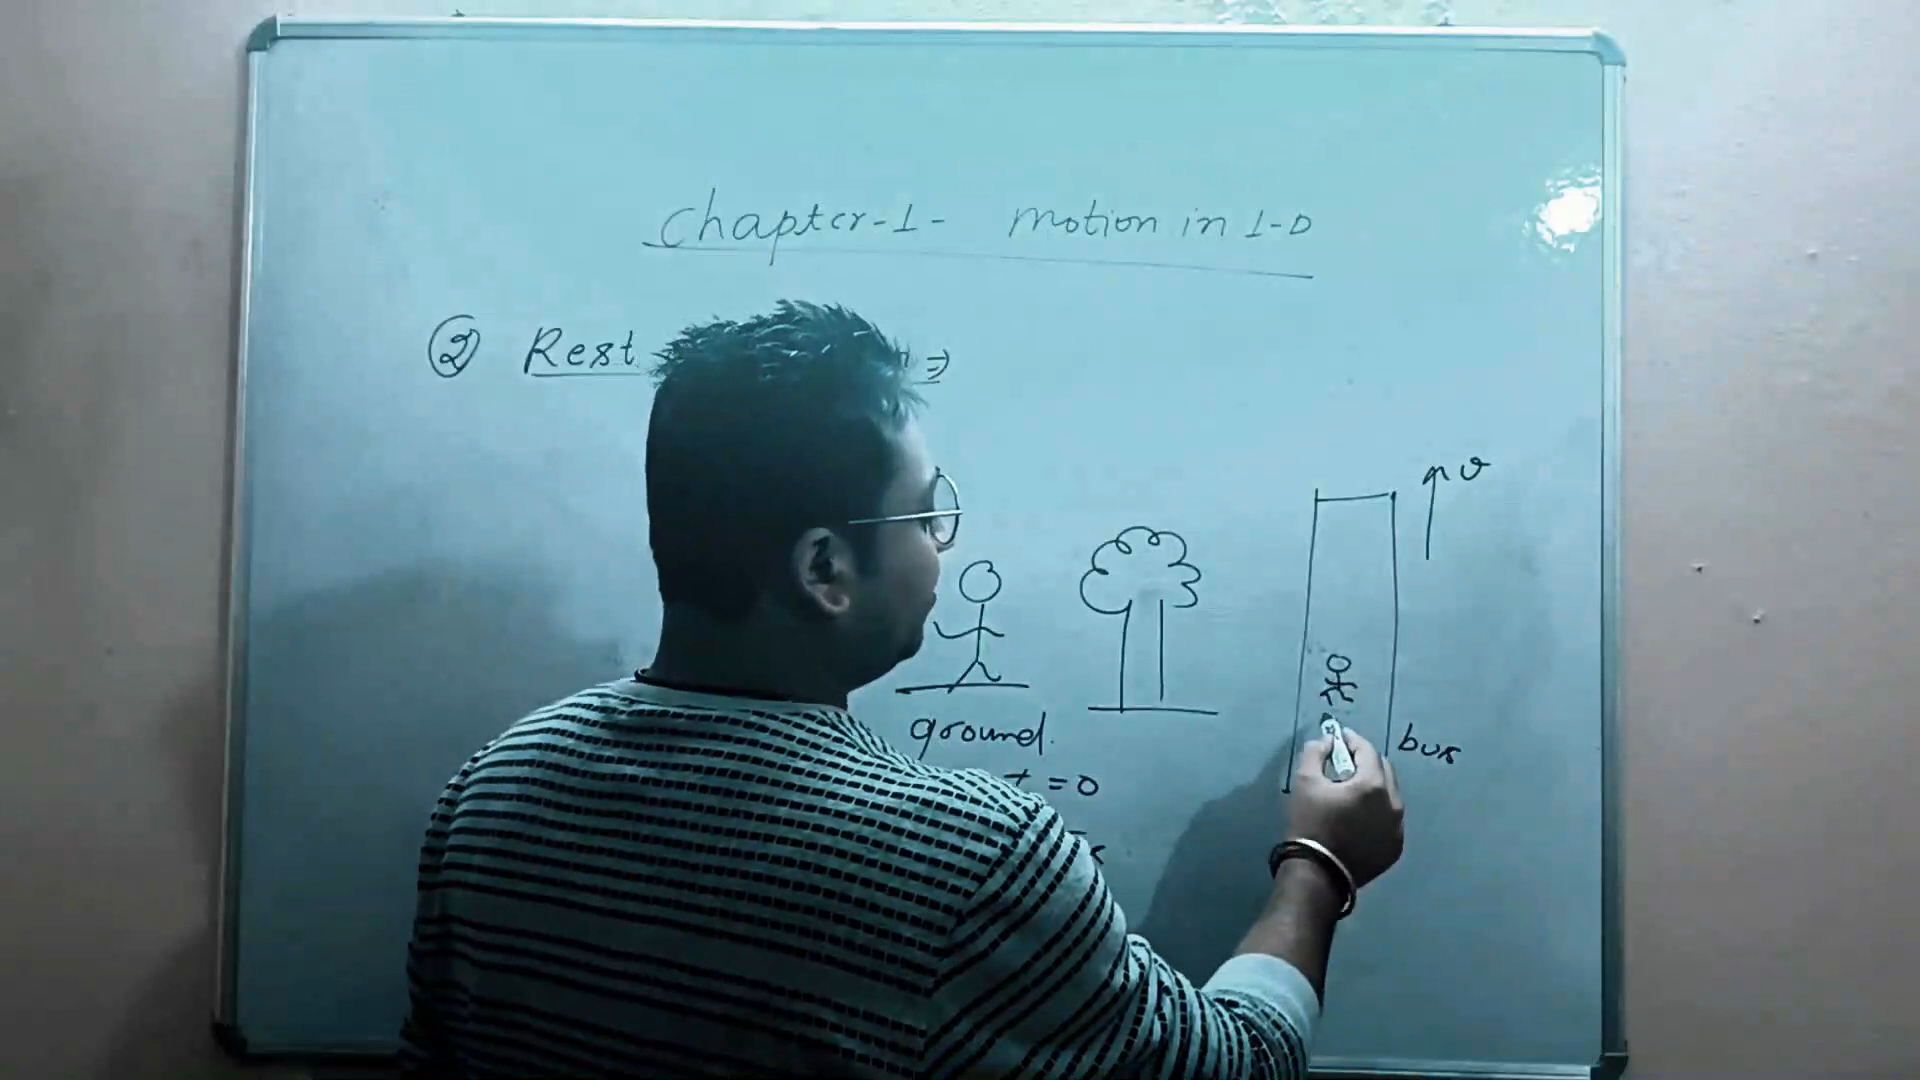 Chapter-1- motion in 1-D
② Rest =>
v
bus
ground.
t = 0